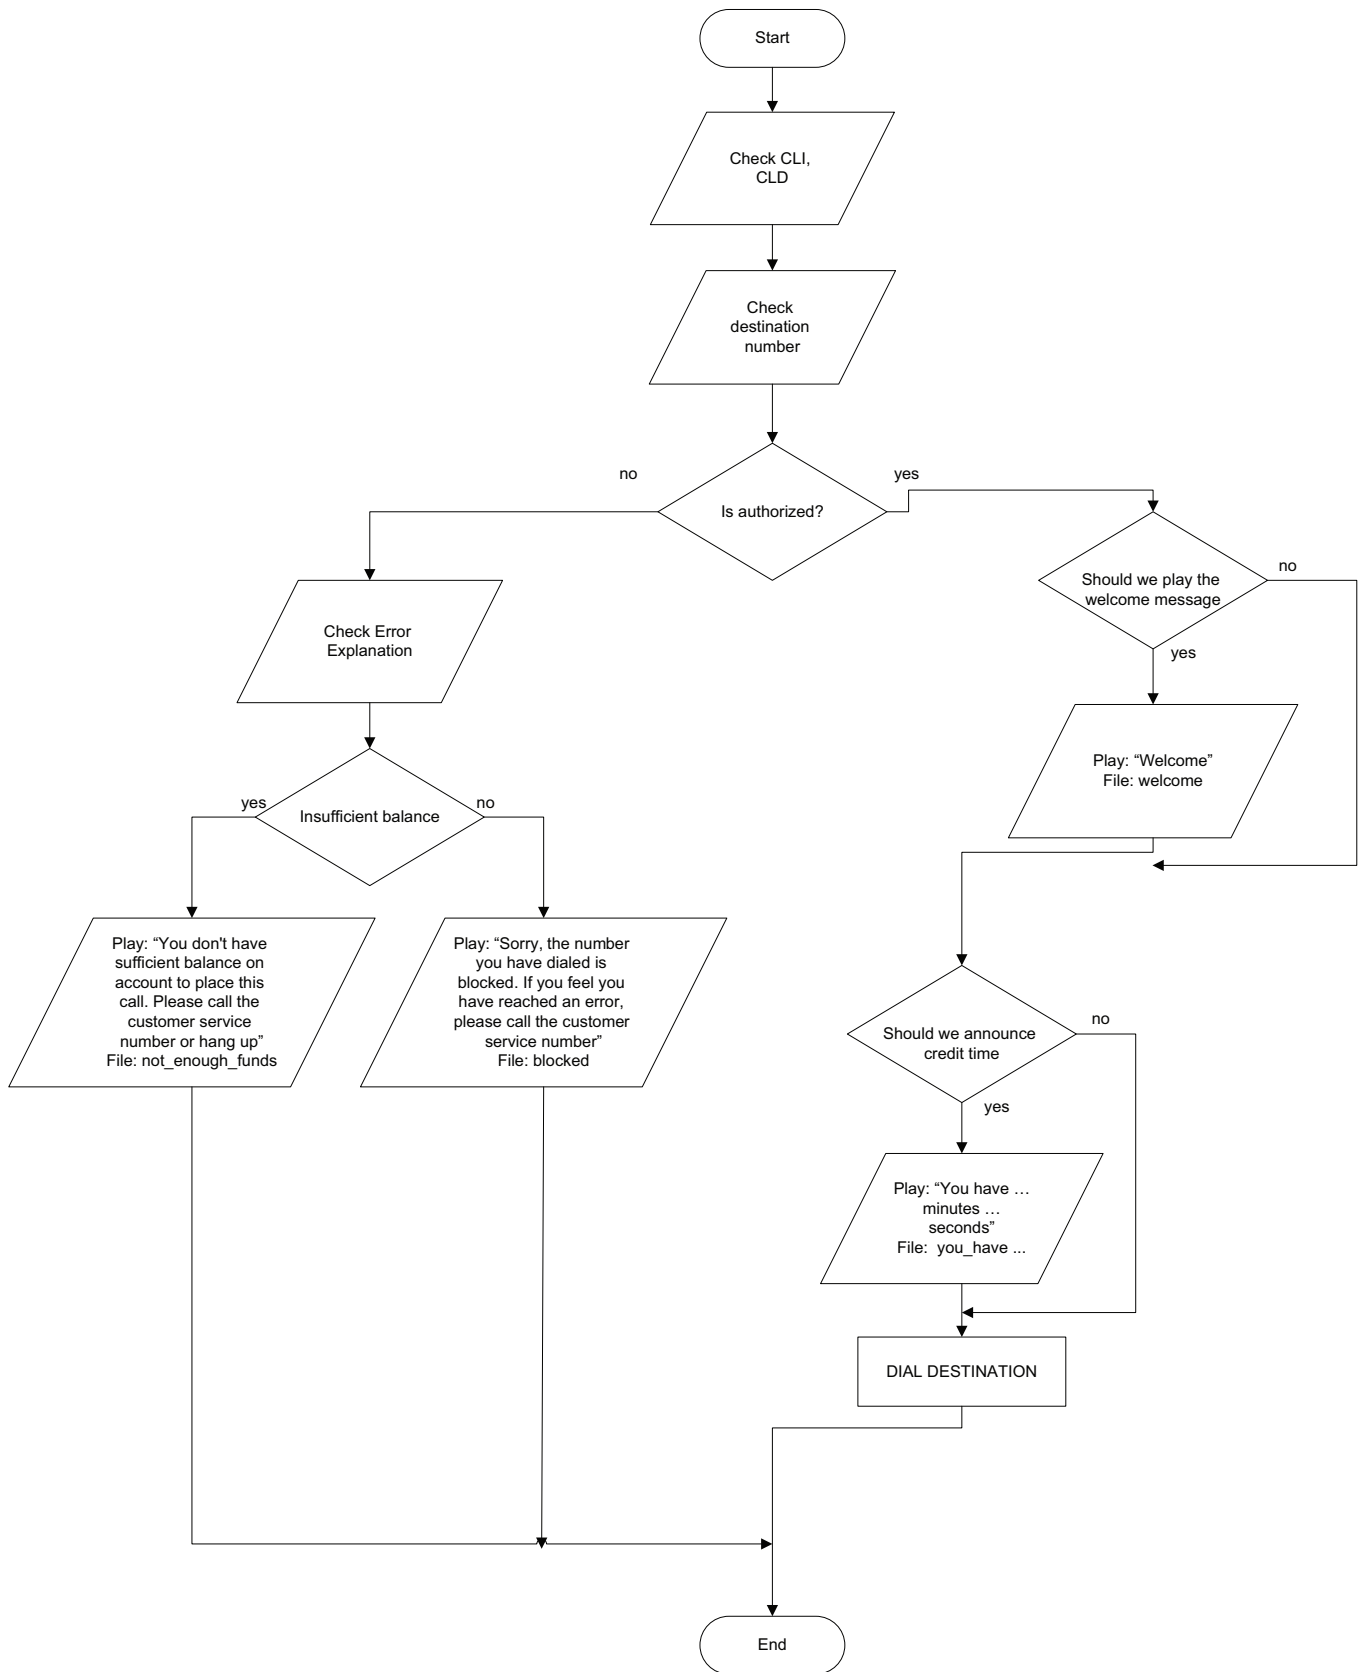 Start
Check CLI,
CLD
Check
destination
number
no
yes
Is authorized?
no
Should we play the
welcome message
yes
Check Error
Explanation
Play: “Welcome”
File: welcome
yes
no
Insufficient balance
Play: “You don't have
sufficient balance on
account to place this
call. Please call the
customer service
number or hang up”
File: not_enough_funds
Play: “Sorry, the number
you have dialed is
blocked. If you feel you
have reached an error,
please call the customer
service number”
File: blocked
no
Should we announce
credit time
yes
Play: “You have …
minutes …
seconds”
File:  you_have ...
DIAL DESTINATION
End